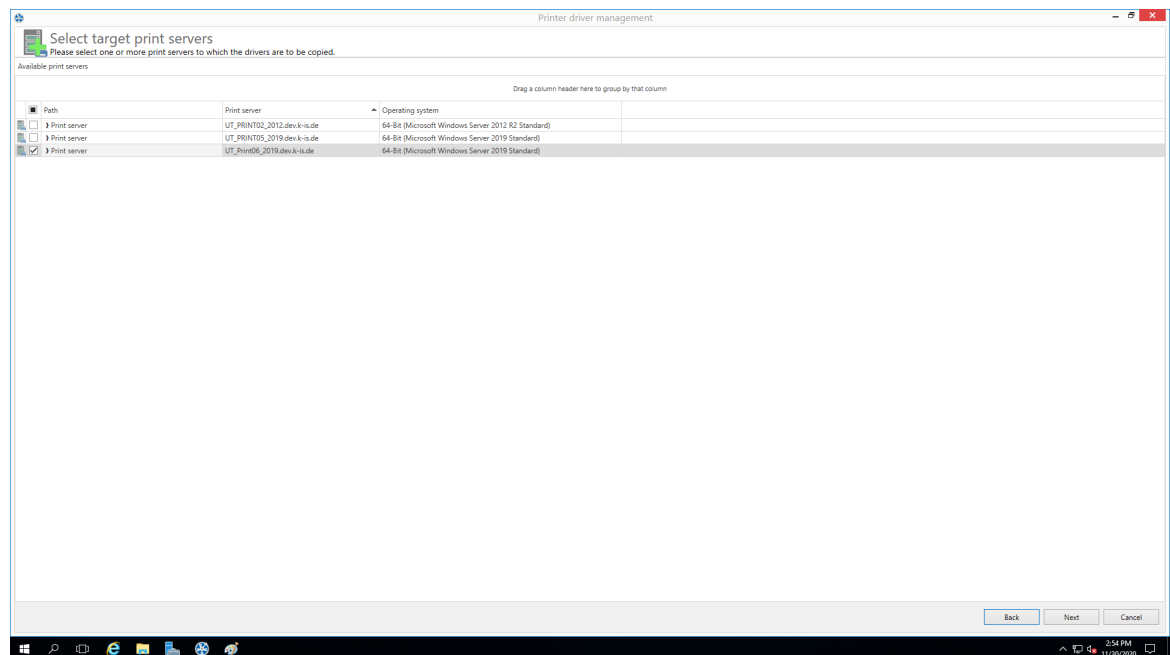 Printer driver management
Select target print servers
Please select one or more print servers to which the drivers are to be copied.
Available print servers
Drag a column header here to group by that column
Path Print server Operating system
Print server UT_PRINT02_2012.dev.k-is.de 64-Bit (Microsoft Windows Server 2012 R2 Standard)
Print server UT_PRINT05_2019.dev.k-is.de 64-Bit (Microsoft Windows Server 2019 Standard)
Print server UT_Print06_2019.dev.k-is.de 64-Bit (Microsoft Windows Server 2019 Standard)
Back Next Cancel
2:54 PM
11/30/2020